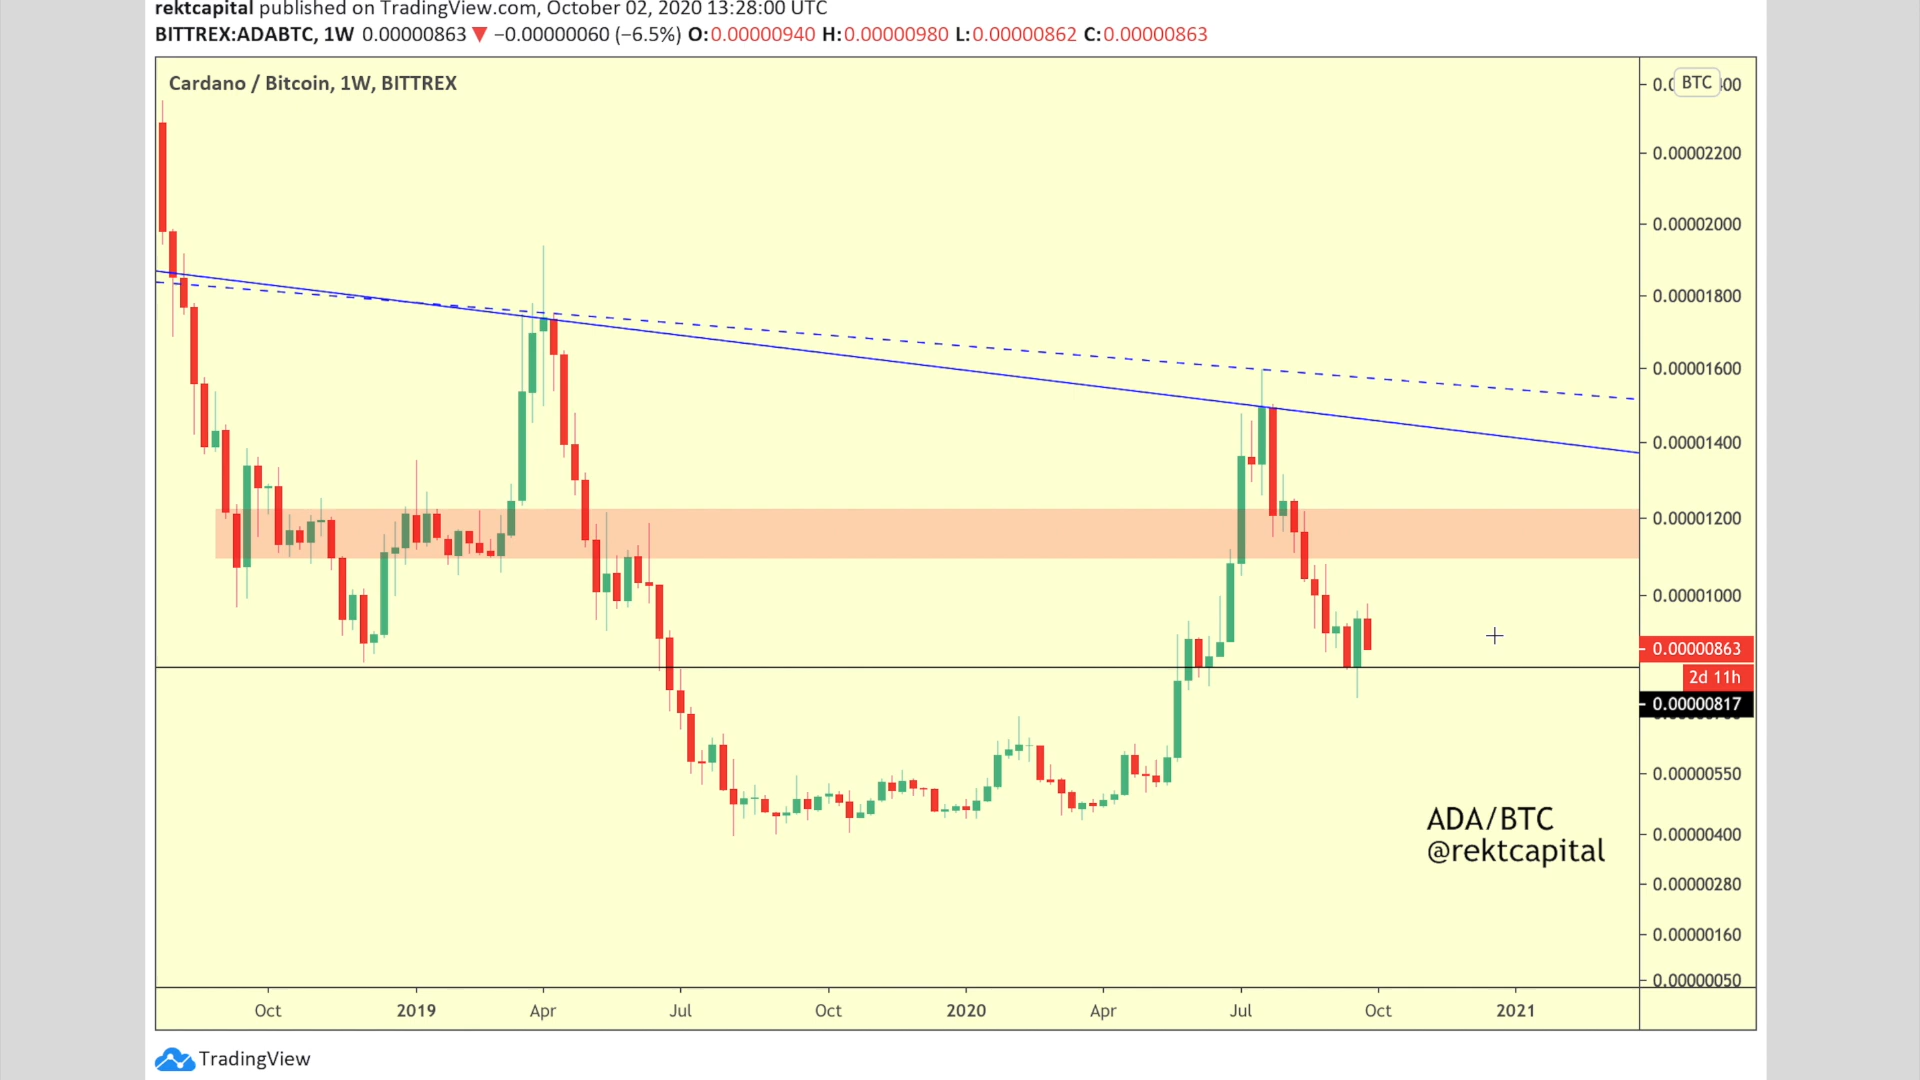 rektcapital published on TradingView.com, October 02, 2020 13:28:00 UTC
BITTREX:ADABTC, 1W 0.00000863 ▼ −0.00000060 (−6.5%) O:0.00000940 H:0.00000980 L:0.00000862 C:0.00000863
Cardano / Bitcoin, 1W, BITTREX
BTC
0.00002200
0.00002000
0.00001800
0.00001600
0.00001400
0.00001200
0.00001000
0.00000863
2d 11h
0.00000817
0.00000550
ADA/BTC
@rektcapital
0.00000400
0.00000280
0.00000160
0.00000050
Oct 2019 Apr Jul Oct 2020 Apr Jul Oct 2021
TradingView